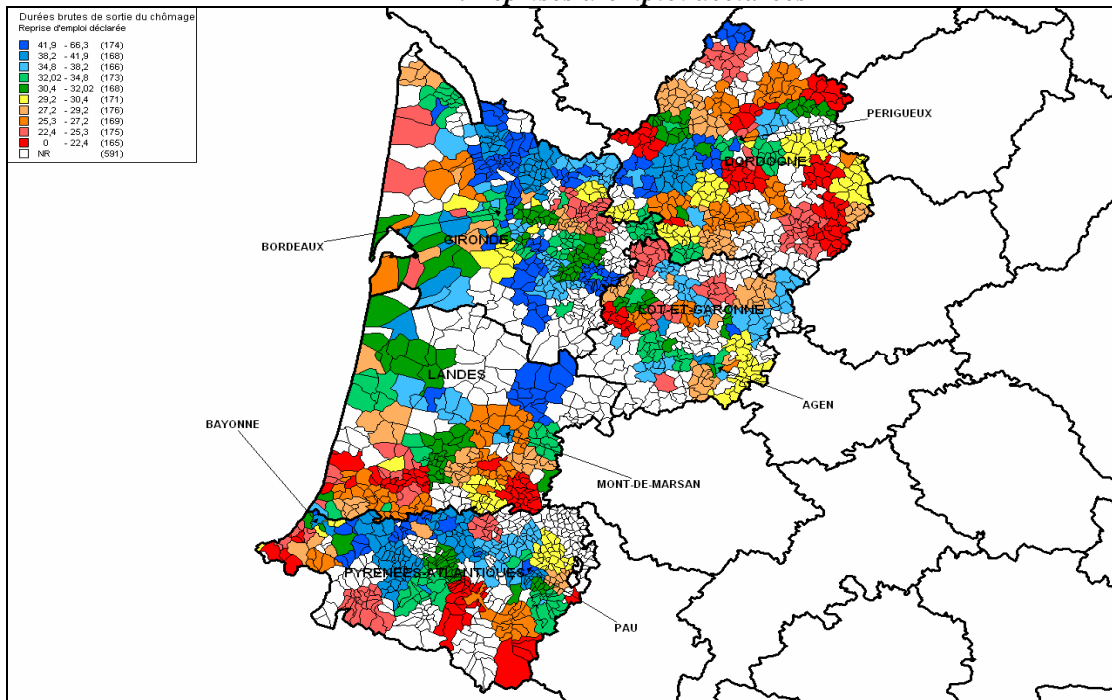 Durées brutes de sortie du chômage
Reprise d'emploi déclarée
41,9 - 66,3 (174)
38,2 - 41,9 (168)
34,8 - 38,2 (166)
32,02 - 34,8 (173)
30,4 - 32,02 (168)
29,2 - 30,4 (171)
27,2 - 29,2 (176)
25,3 - 27,2 (169)
22,4 - 25,3 (175)
0 - 22,4 (165)
NR (591)
PERIGUEUX
DORDOGNE
BORDEAUX
GIRONDE
LOT-ET-GARONNE
LANDES
AGEN
BAYONNE
MONT-DE-MARSAN
PYRENEES-ATLANTIQUES
PAU